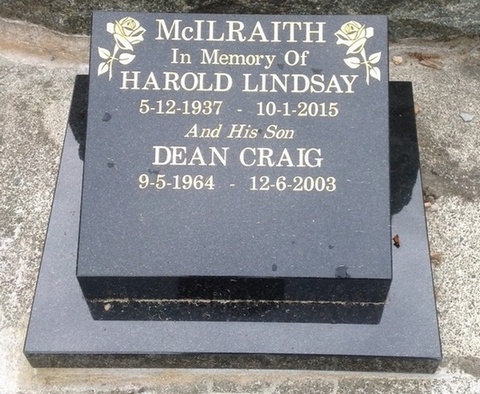 McILRAITH
In Memory Of
HAROLD LINDSAY
5-12-1937 - 10-1-2015
And His Son
DEAN CRAIG
9-5-1964 - 12-6-2003